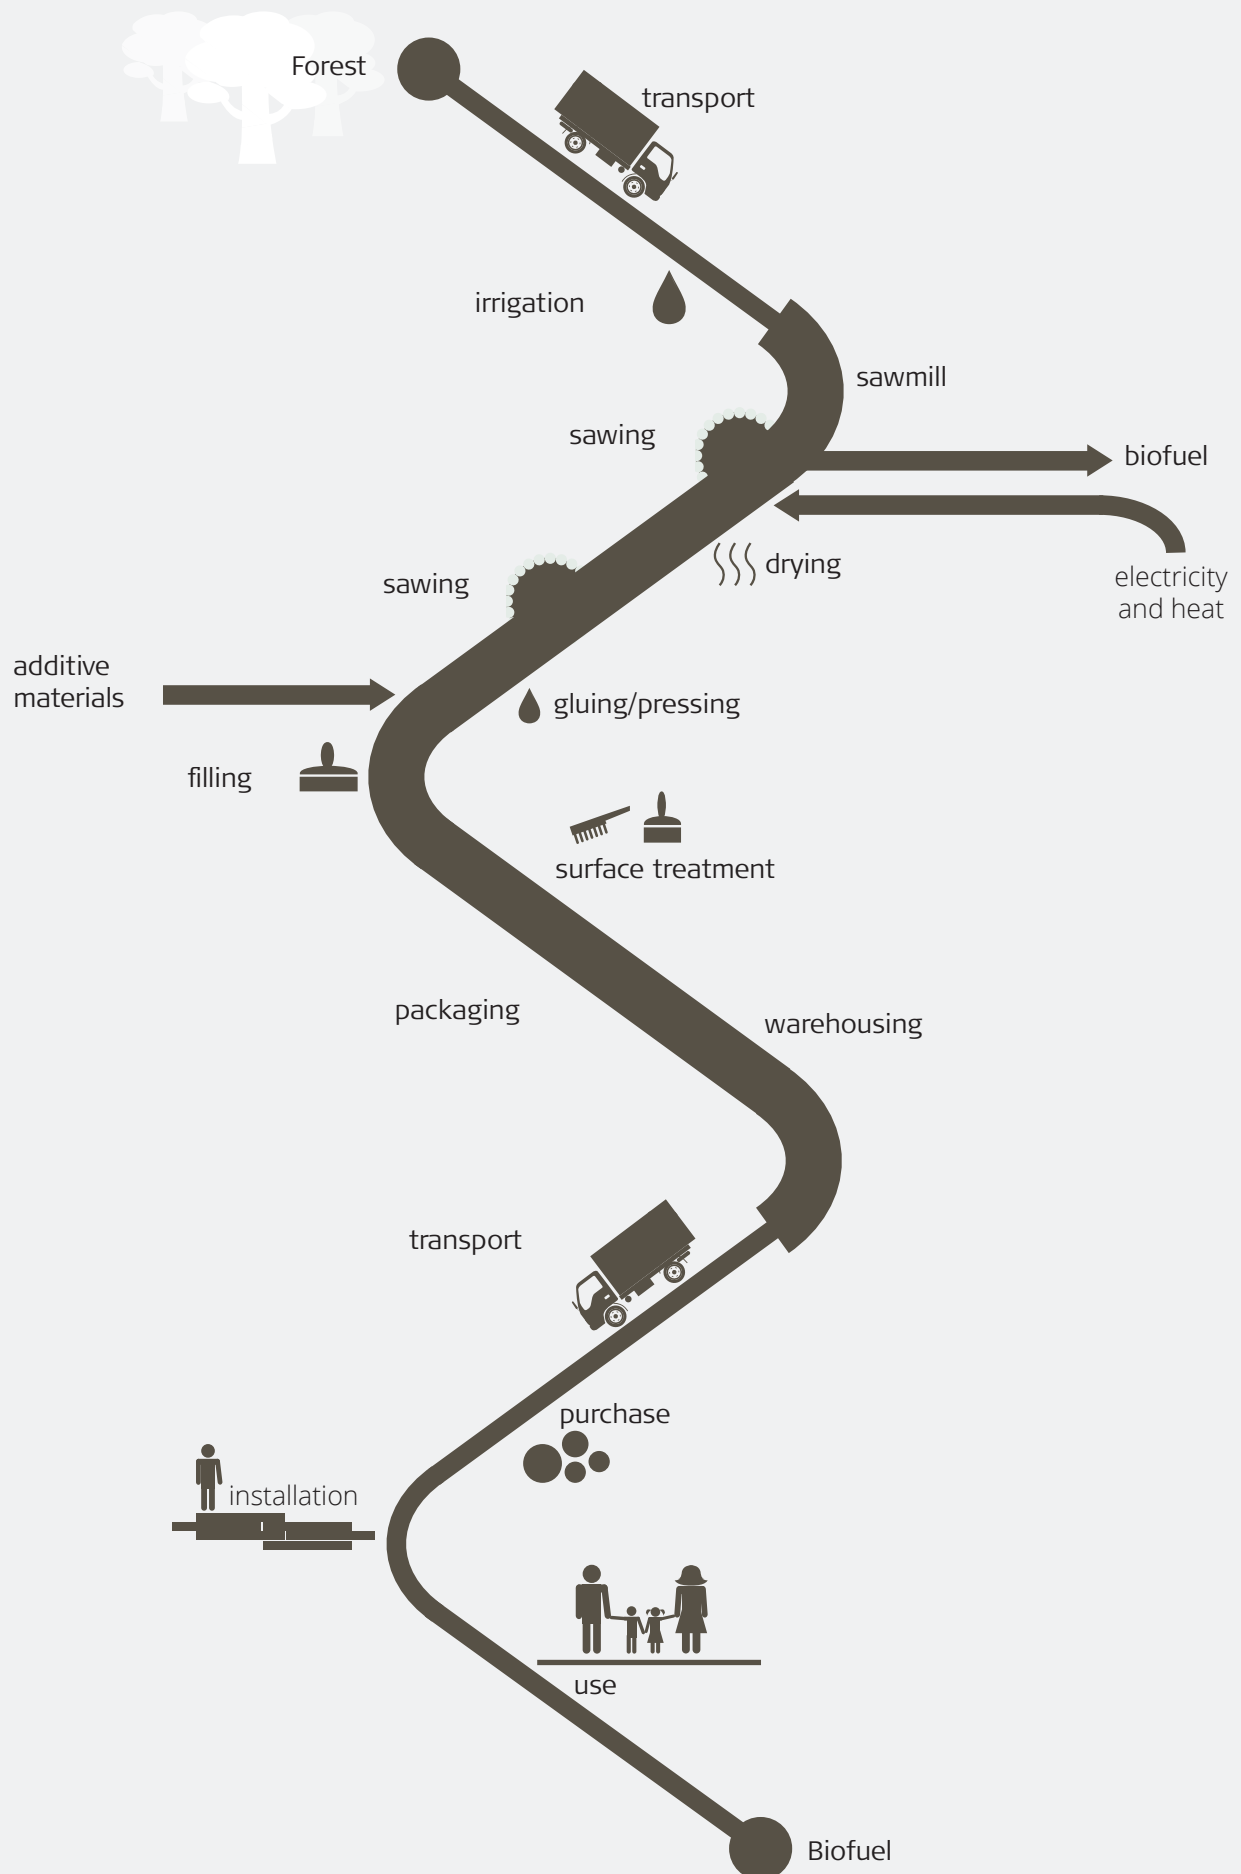 Forest
transport
irrigation
sawmill
sawing
biofuel
drying
electricity
and heat
sawing
additive
materials
gluing/pressing
filling
surface treatment
packaging
warehousing
transport
purchase
installation
use
Biofuel